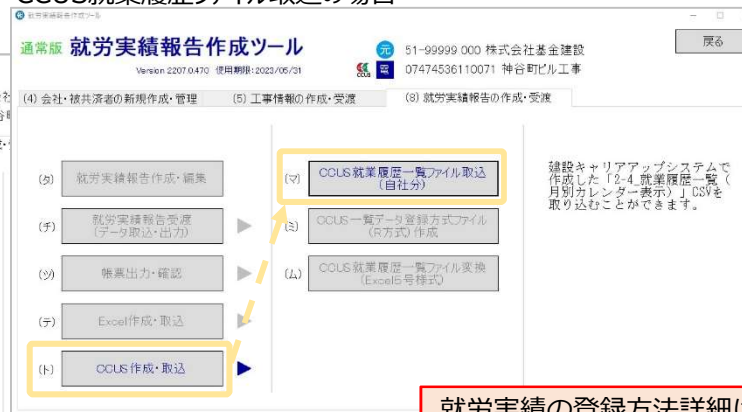 CCUS就業履歴ファイル取込の場合
就労実績報告作成ツール
戻る
通常版 就労実績報告作成ツール
Version 2207.0.470 使用期限:2023/05/31
元 51-99999 000 株式会社基金建設
CCUS 電 07474536110071 神谷町ビル工事
(4) 会社・被共済者の新規作成・管理 (5) 工事情報の作成・受渡 (8) 就労実績報告の作成・受渡
(タ) 就労実績報告作成・編集
(チ) 就労実績報告受渡
(データ取込・出力)
(ツ) 帳票出力・確認
(テ) Excel作成・取込
(ト) CCUS作成・取込
(マ) CCUS就業履歴一覧ファイル取込
(自社分)
(ミ) CCUS一覧データ登録方式ファイル
(R方式)作成
(ム) CCUS就業履歴一覧ファイル変換
(Excel5号様式)
建設キャリアアップシステムで
作成した「2-4_就業履歴一覧(
月別カレンダー表示)」CSVを
取り込むことができます。
就労実績の登録方法詳細は